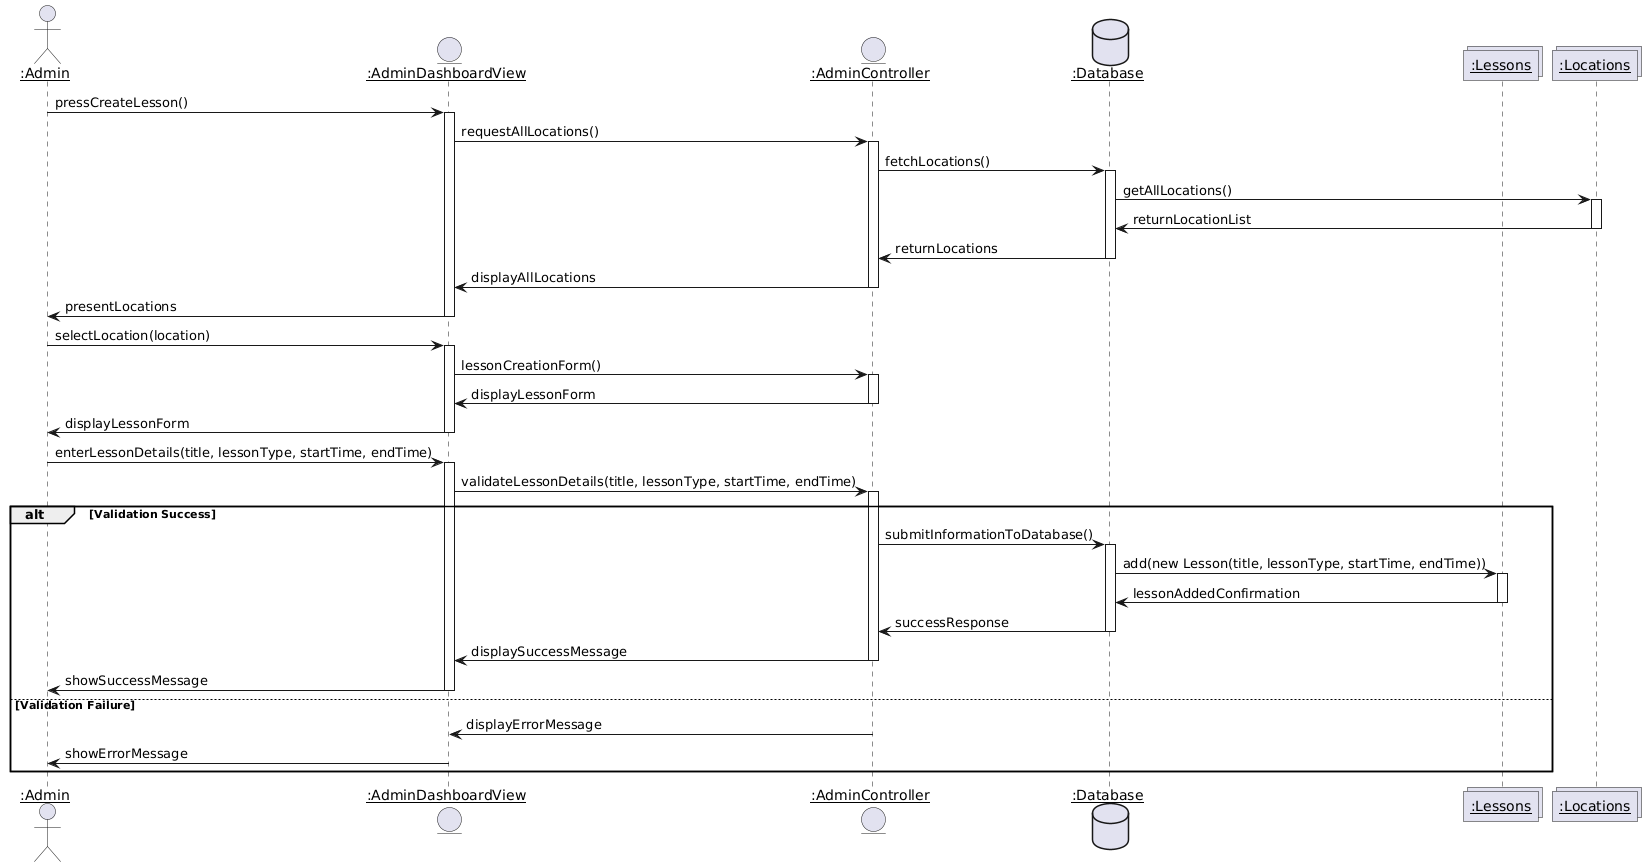 :Admin
:AdminDashboardView
:AdminController
:Database
:Lessons
:Locations
pressCreateLesson()
requestAllLocations()
fetchLocations()
getAllLocations()
returnLocationList
returnLocations
displayAllLocations
presentLocations
selectLocation(location)
lessonCreationForm()
displayLessonForm
displayLessonForm
enterLessonDetails(title, lessonType, startTime, endTime)
validateLessonDetails(title, lessonType, startTime, endTime)
alt [Validation Success]
submitInformationToDatabase()
add(new Lesson(title, lessonType, startTime, endTime))
lessonAddedConfirmation
successResponse
displaySuccessMessage
showSuccessMessage
[Validation Failure]
displayErrorMessage
showErrorMessage
:Admin
:AdminDashboardView
:AdminController
:Database
:Lessons
:Locations